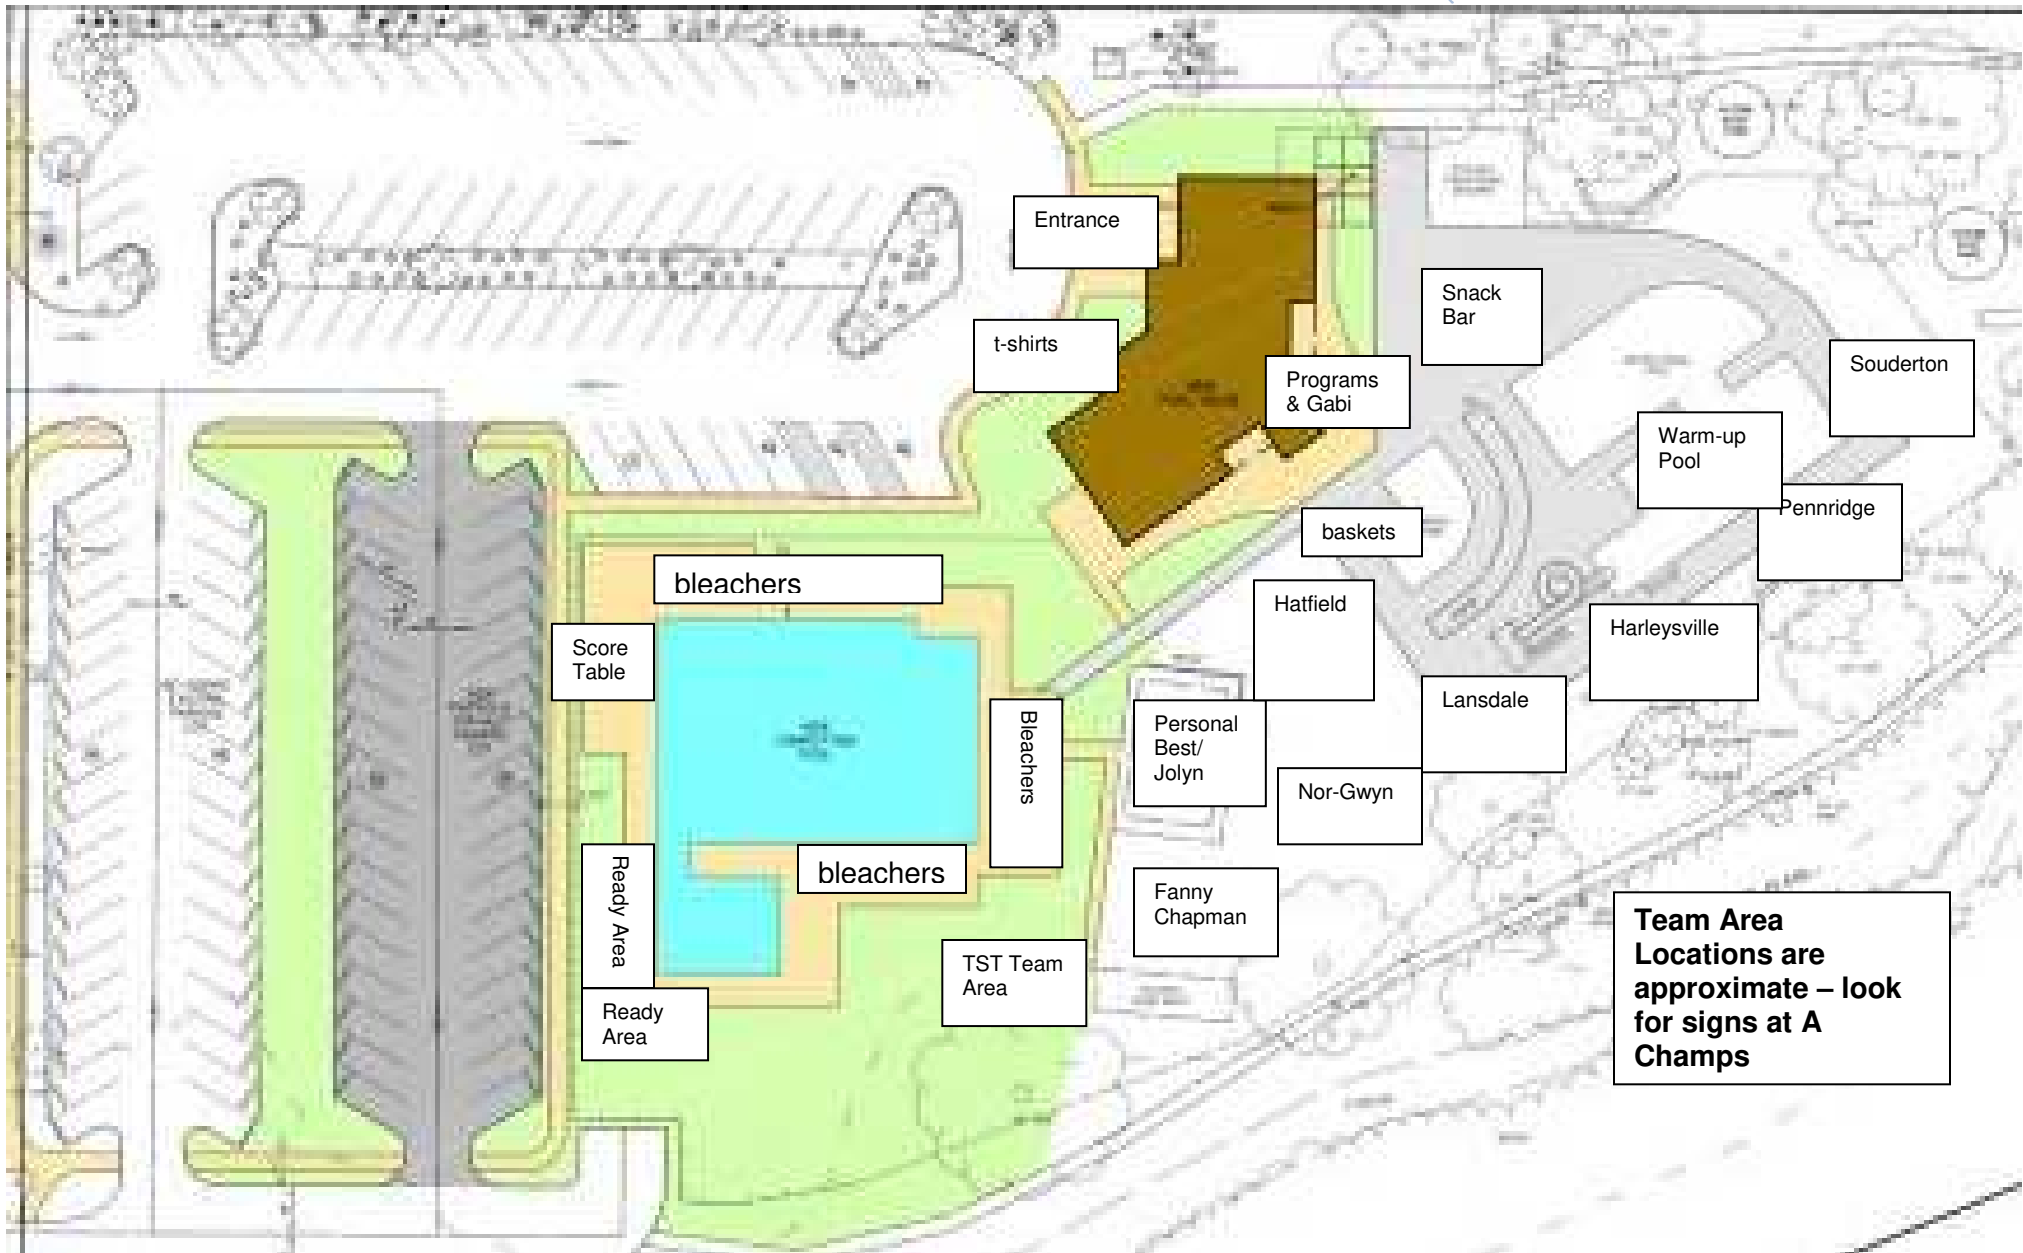 Entrance
Snack
Bar
t-shirts
Souderton
Programs
& Gabi
Warm-up
Pool
Pennridge
baskets
bleachers
Hatfield
Harleysville
Score
Table
Lansdale
Bleachers
Personal
Best/
Jolyn
Nor-Gwyn
Ready Area
bleachers
Fanny
Chapman
Team Area
Locations are
approximate – look
for signs at A
Champs
TST Team
Area
Ready
Area